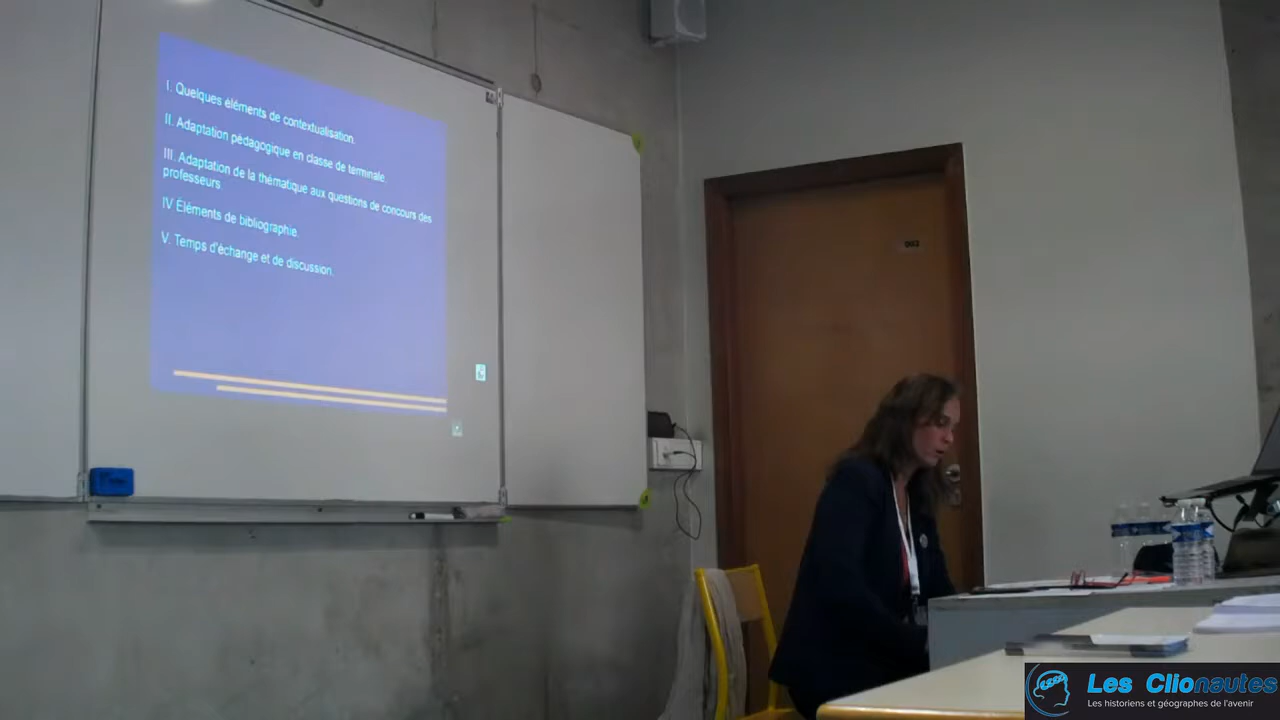 I. Quelques éléments de contextualisation.
II. Adaptation pédagogique en classe de terminale.
III. Adaptation de la thématique aux questions de concours des
professeurs
IV Éléments de bibliographie.
V. Temps d'échange et de discussion.
003
Les Clionautes
Les historiens et géographes de l'avenir